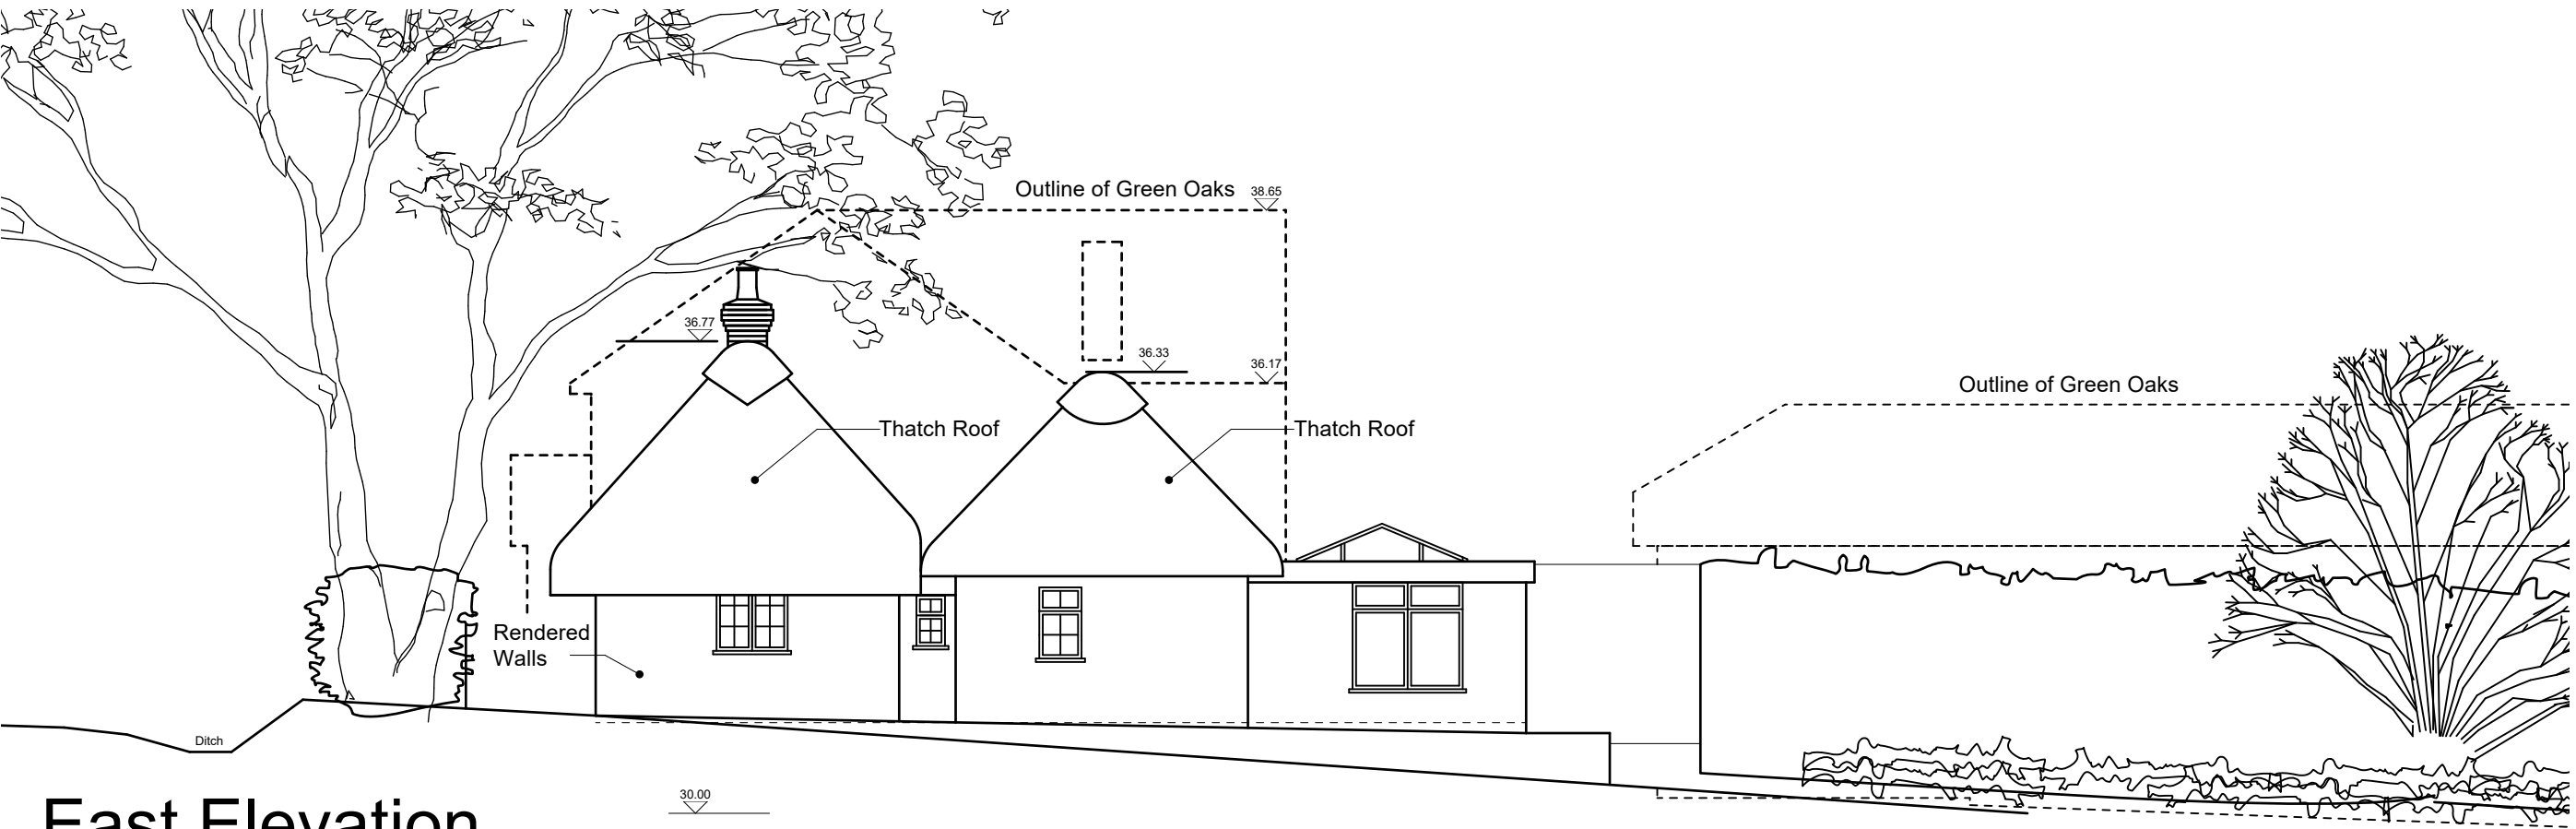 Outline of Green Oaks 38.65
36.77
36.33
36.17
Outline of Green Oaks
Thatch Roof
Thatch Roof
Rendered
Walls
Ditch
30.00
East Elevation